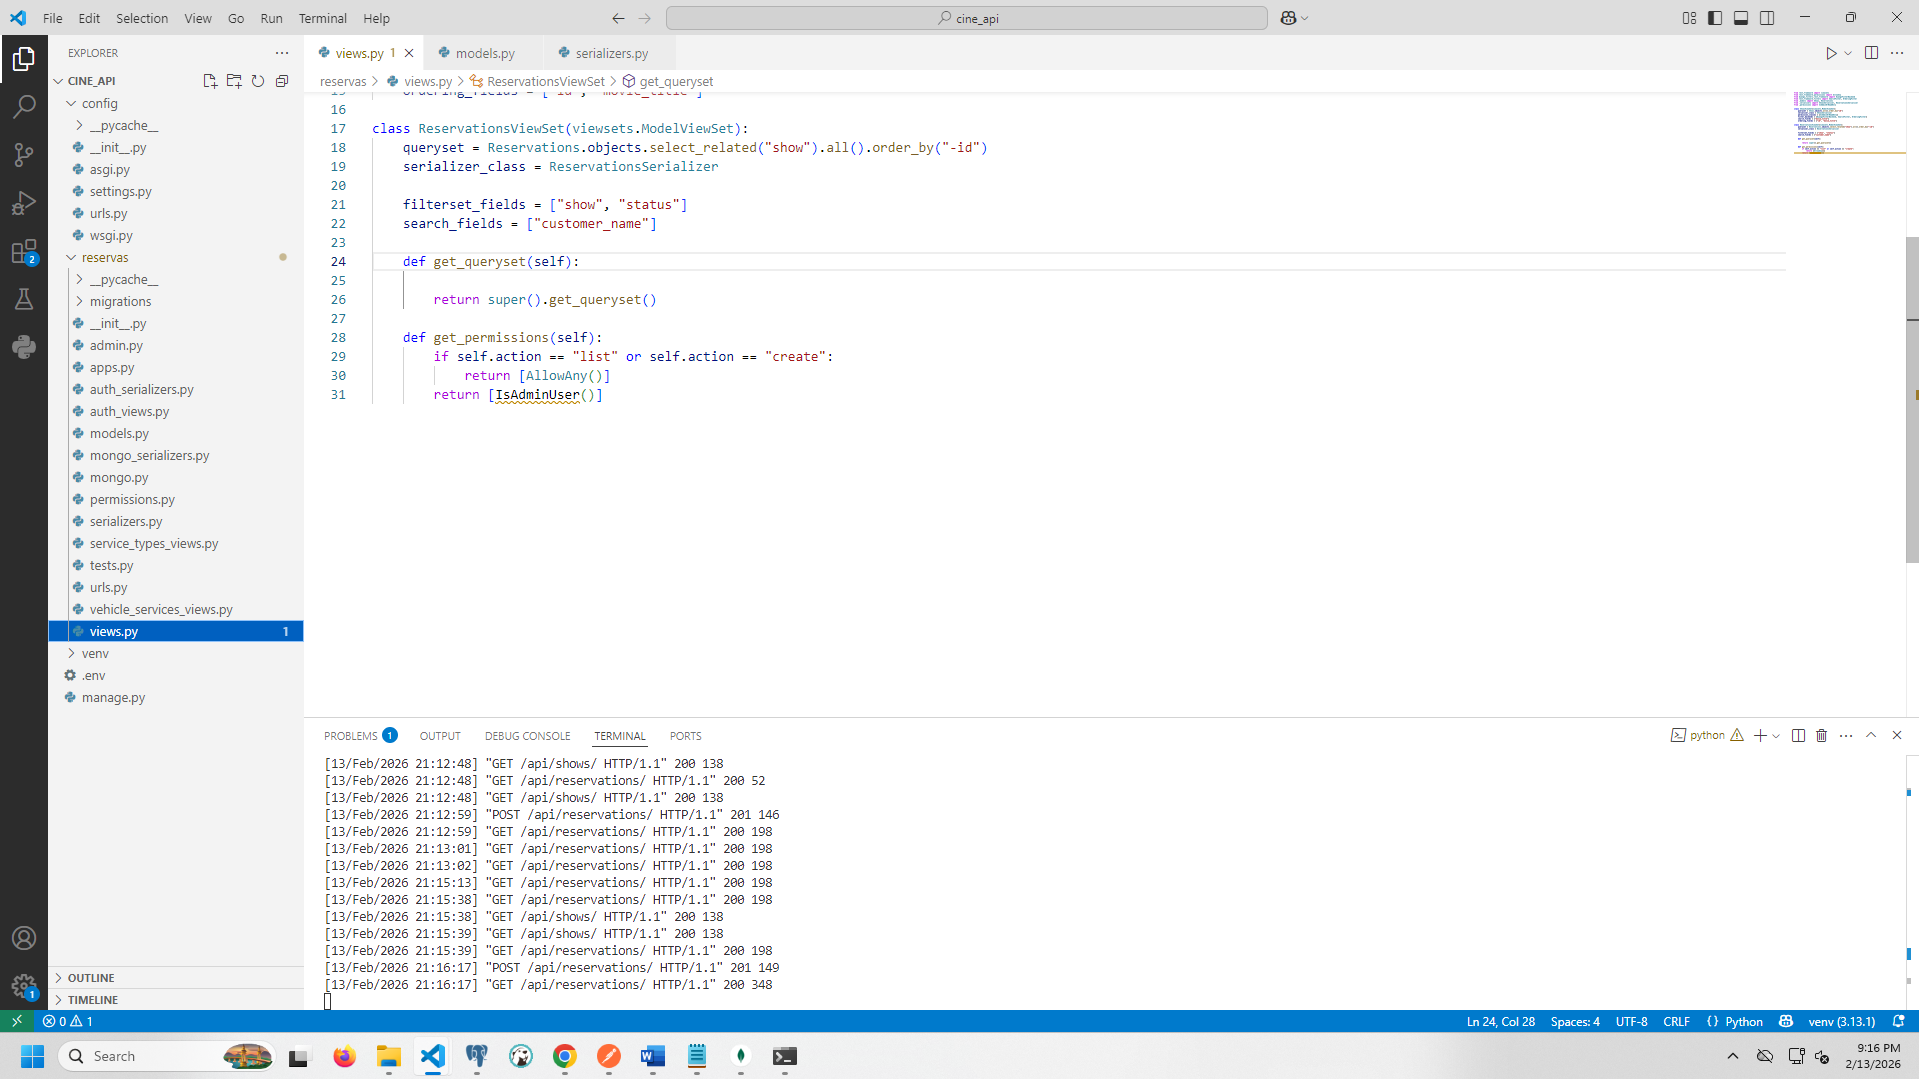 File Edit Selection View Go Run Terminal Help
cine_api
EXPLORER
views.py 1
models.py
serializers.py
CINE_API
reservas > views.py > ReservationsViewSet > get_queryset
config
__pycache__
__init__.py
asgi.py
settings.py
urls.py
wsgi.py
reservas
__pycache__
migrations
__init__.py
admin.py
apps.py
auth_serializers.py
auth_views.py
models.py
mongo_serializers.py
mongo.py
permissions.py
serializers.py
service_types_views.py
tests.py
urls.py
vehicle_services_views.py
views.py 1
venv
.env
manage.py
OUTLINE
TIMELINE
15 ordering_fields = ["id", "movie_title"]
16
17 class ReservationsViewSet(viewsets.ModelViewSet):
18 queryset = Reservations.objects.select_related("show").all().order_by("-id")
19 serializer_class = ReservationsSerializer
20
21 filterset_fields = ["show", "status"]
22 search_fields = ["customer_name"]
23
24 def get_queryset(self):
25
26 return super().get_queryset()
27
28 def get_permissions(self):
29 if self.action == "list" or self.action == "create":
30 return [AllowAny()]
31 return [IsAdminUser()]
PROBLEMS 1 OUTPUT DEBUG CONSOLE TERMINAL PORTS
python
[13/Feb/2026 21:12:48] "GET /api/shows/ HTTP/1.1" 200 138
[13/Feb/2026 21:12:48] "GET /api/reservations/ HTTP/1.1" 200 52
[13/Feb/2026 21:12:48] "GET /api/shows/ HTTP/1.1" 200 138
[13/Feb/2026 21:12:59] "POST /api/reservations/ HTTP/1.1" 201 146
[13/Feb/2026 21:12:59] "GET /api/reservations/ HTTP/1.1" 200 198
[13/Feb/2026 21:13:01] "GET /api/reservations/ HTTP/1.1" 200 198
[13/Feb/2026 21:13:02] "GET /api/reservations/ HTTP/1.1" 200 198
[13/Feb/2026 21:15:13] "GET /api/reservations/ HTTP/1.1" 200 198
[13/Feb/2026 21:15:38] "GET /api/reservations/ HTTP/1.1" 200 198
[13/Feb/2026 21:15:38] "GET /api/shows/ HTTP/1.1" 200 138
[13/Feb/2026 21:15:39] "GET /api/shows/ HTTP/1.1" 200 138
[13/Feb/2026 21:15:39] "GET /api/reservations/ HTTP/1.1" 200 198
[13/Feb/2026 21:16:17] "POST /api/reservations/ HTTP/1.1" 201 149
[13/Feb/2026 21:16:17] "GET /api/reservations/ HTTP/1.1" 200 348
2
1
0 1
Ln 24, Col 28 Spaces: 4 UTF-8 CRLF {} Python venv (3.13.1)
Search
9:16 PM
2/13/2026